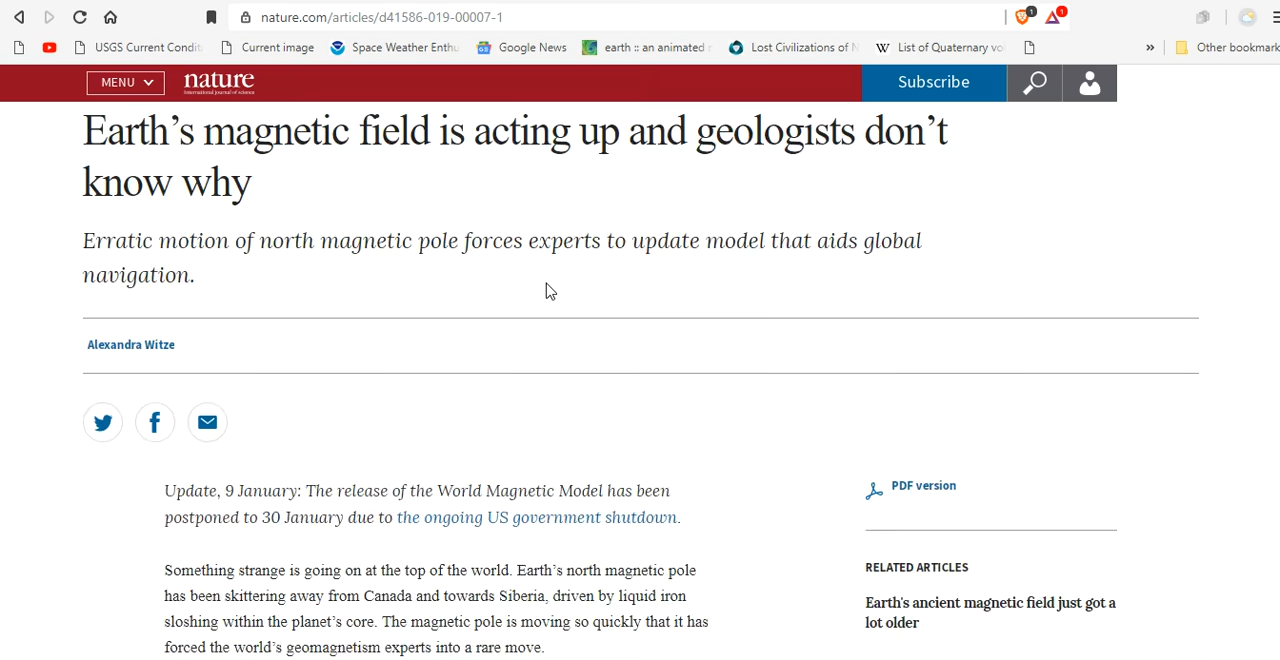 nature.com/articles/d41586-019-00007-1
1
1
USGS Current Condit
Current image
Space Weather Enthu
Google News
earth :: an animated
Lost Civilizations of
W
List of Quaternary vo
»
Other bookmark
MENU
nature
International journal of science
Subscribe
Earth's magnetic field is acting up and geologists don't
know why
Erratic motion of north magnetic pole forces experts to update model that aids global
navigation.
Alexandra Witze
Update, 9 January: The release of the World Magnetic Model has been
postponed to 30 January due to the ongoing US government shutdown.
PDF version
Something strange is going on at the top of the world. Earth's north magnetic pole
has been skittering away from Canada and towards Siberia, driven by liquid iron
sloshing within the planet's core. The magnetic pole is moving so quickly that it has
forced the world's geomagnetism experts into a rare move.
RELATED ARTICLES
Earth's ancient magnetic field just got a
lot older